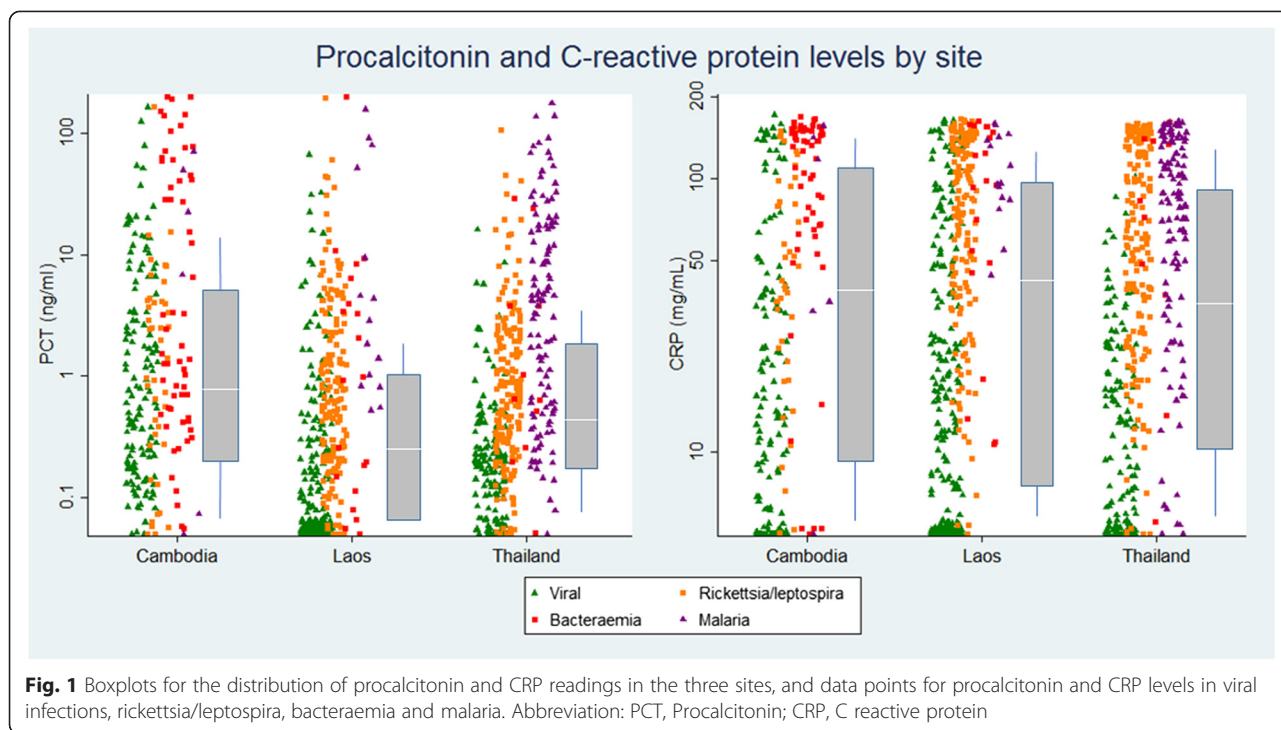 Procalcitonin and C-reactive protein levels by site
PCT (ng/ml)
100
10
1
0.1
Cambodia Laos Thailand
CRP (mg/mL)
200
100
50
10
Cambodia Laos Thailand
Viral Rickettsia/leptospira
Bacteraemia Malaria
Fig. 1 Boxplots for the distribution of procalcitonin and CRP readings in the three sites, and data points for procalcitonin and CRP levels in viral
infections, rickettsia/leptospira, bacteraemia and malaria. Abbreviation: PCT, Procalcitonin; CRP, C reactive protein